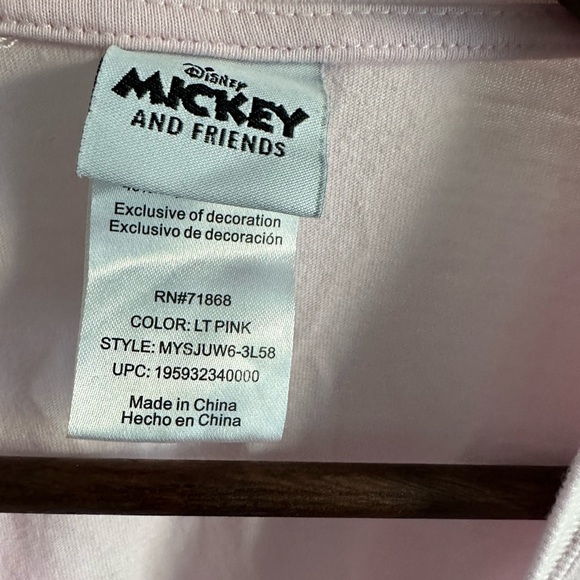 Disney
MICKEY
AND FRIENDS
Exclusive of decoration
Exclusivo de decoración
RN#71868
COLOR: LT PINK
STYLE: MYSJUW6-3L58
UPC: 195932340000
Made in China
Hecho en China